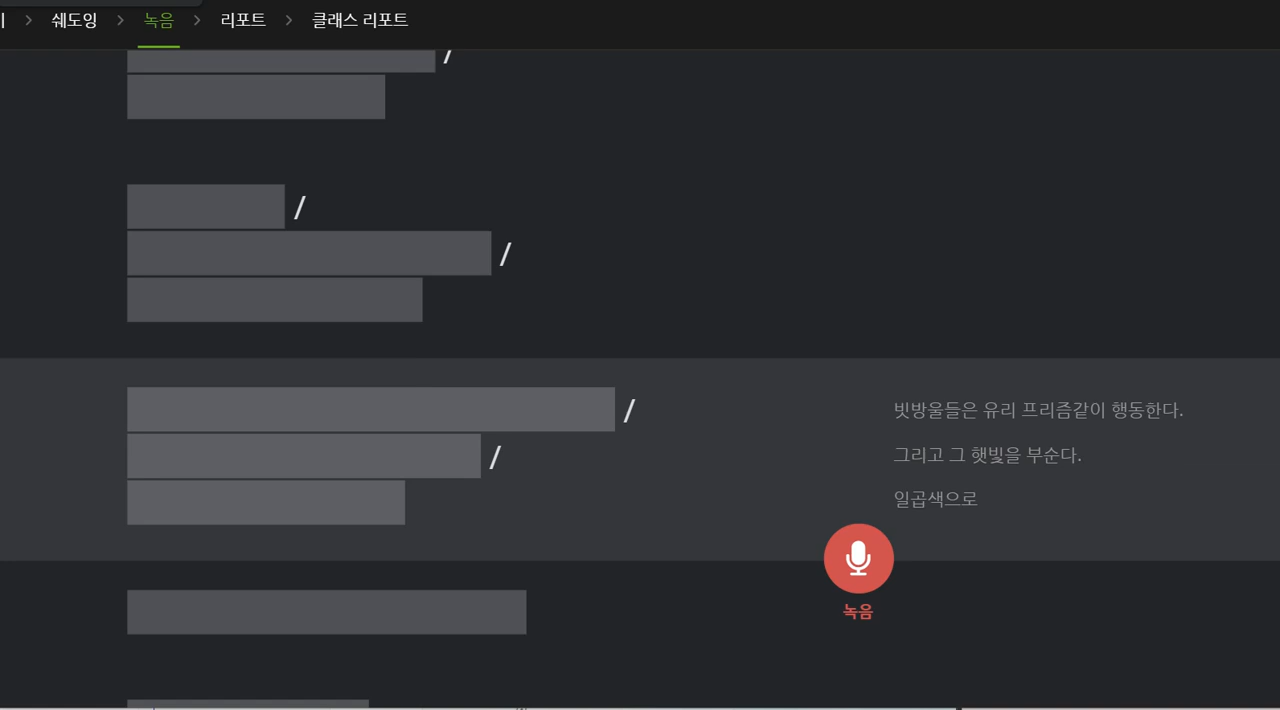 쉐도잉 > 녹음 > 리포트 > 클래스 리포트
/
/
/
/
빗방울들은 유리 프리즘같이 행동한다.
/
그리고 그 햇빛을 부순다.
일곱색으로
녹음